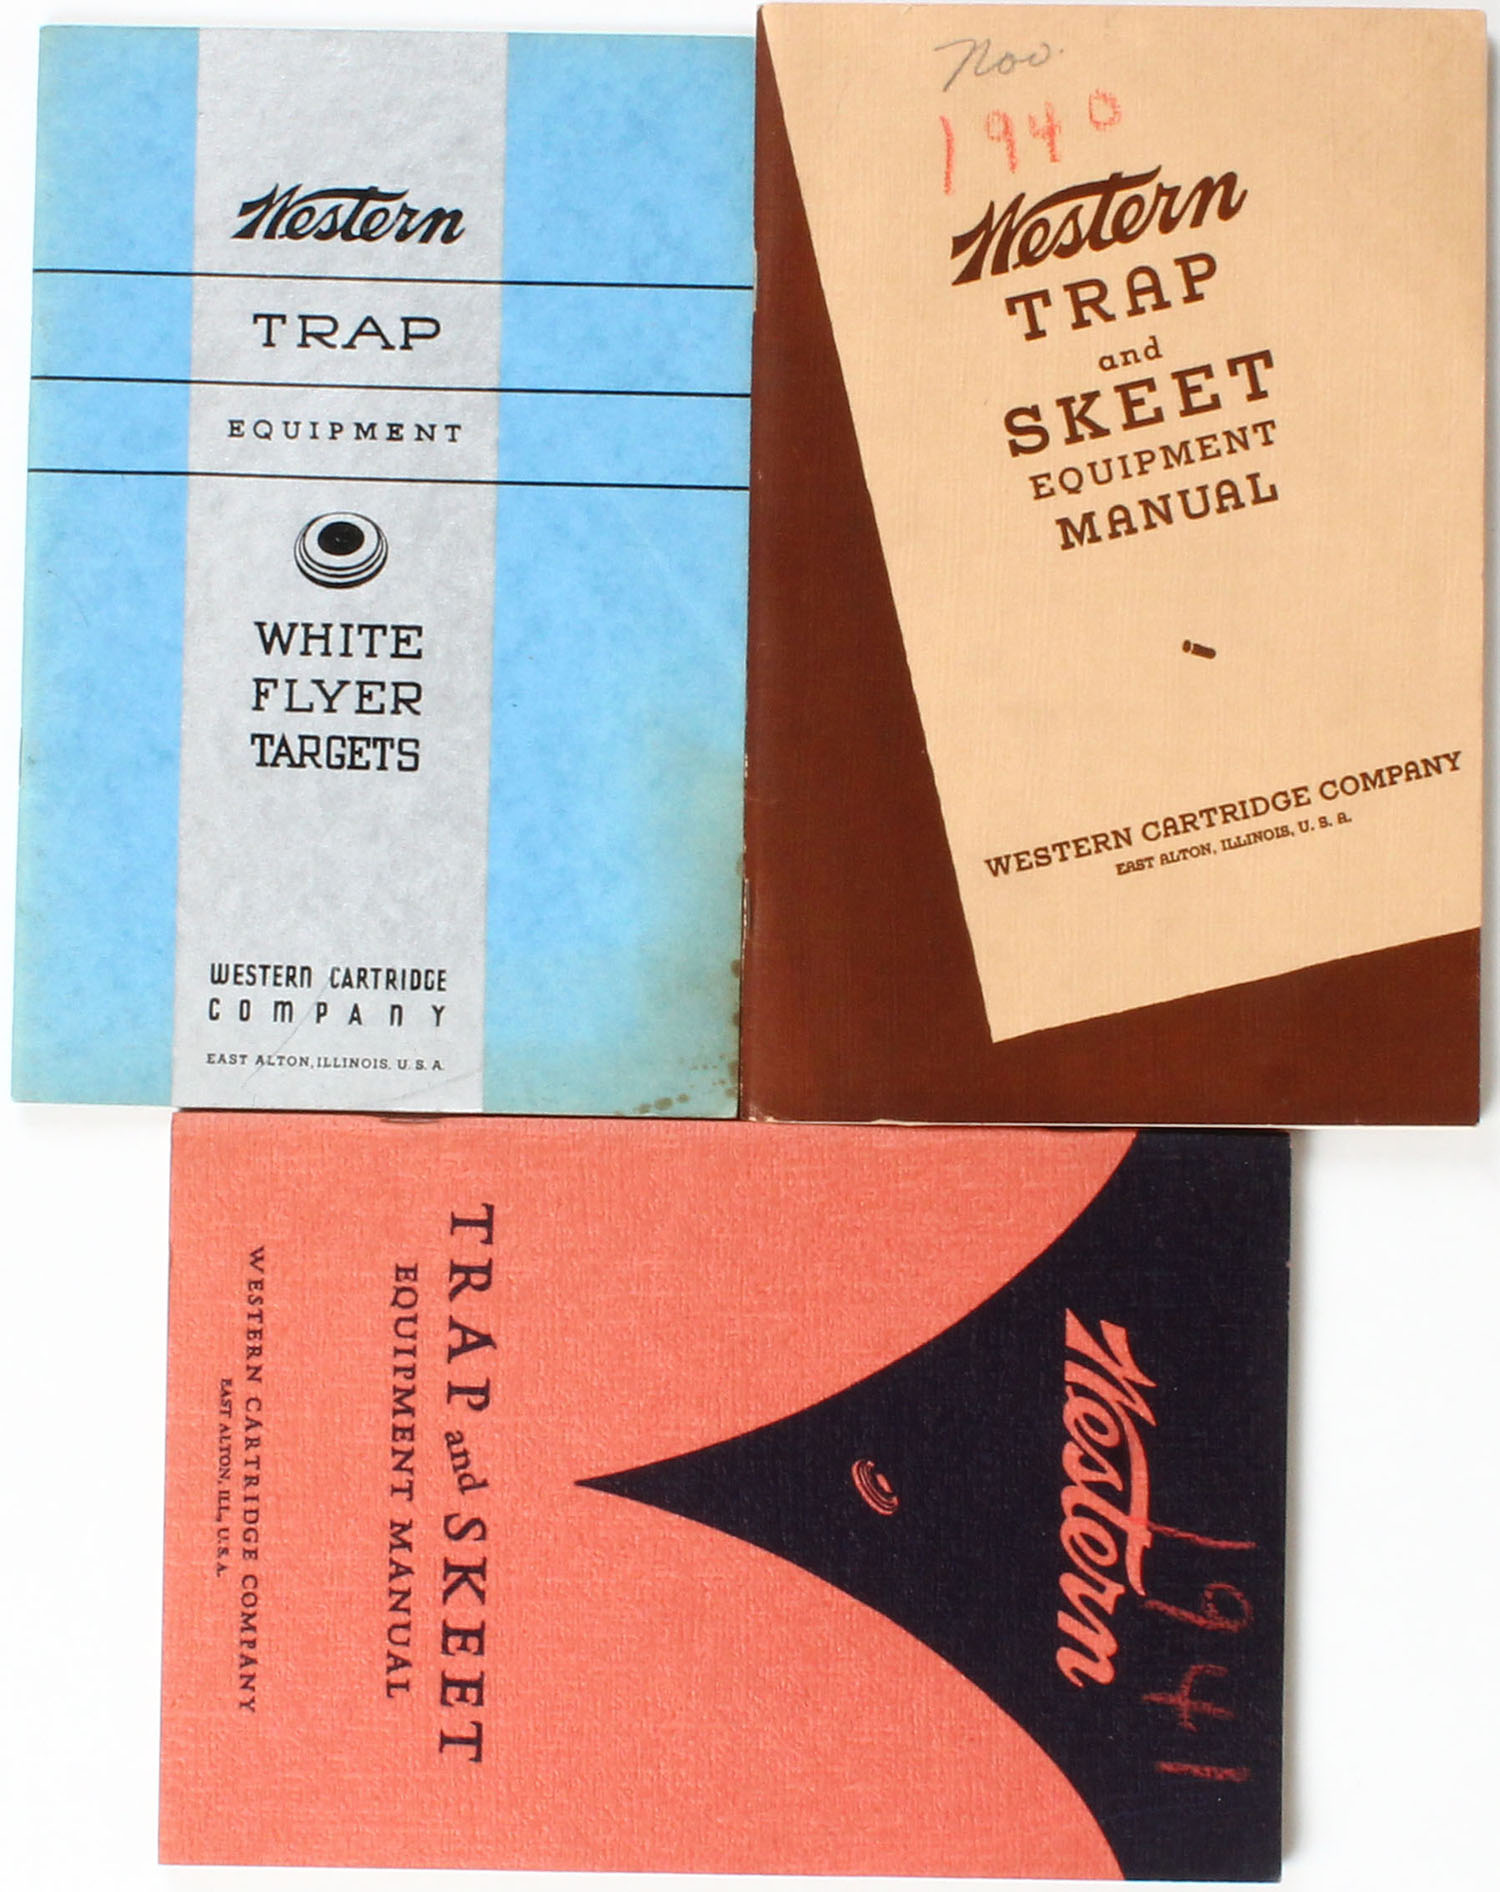 Western
TRAP
EQUIPMENT
WHITE
FLYER
TARGETS
WESTERN CARTRIDGE
COMPANY
EAST ALTON, ILLINOIS, U. S. A.
Nov.
1940
Western
TRAP
and
SKEET
EQUIPMENT
MANUAL
WESTERN CARTRIDGE COMPANY
EAST ALTON, ILLINOIS, U. S. A.
1941
Western
TRAP and SKEET
EQUIPMENT MANUAL
WESTERN CARTRIDGE COMPANY
EAST ALTON, ILL., U.S.A.